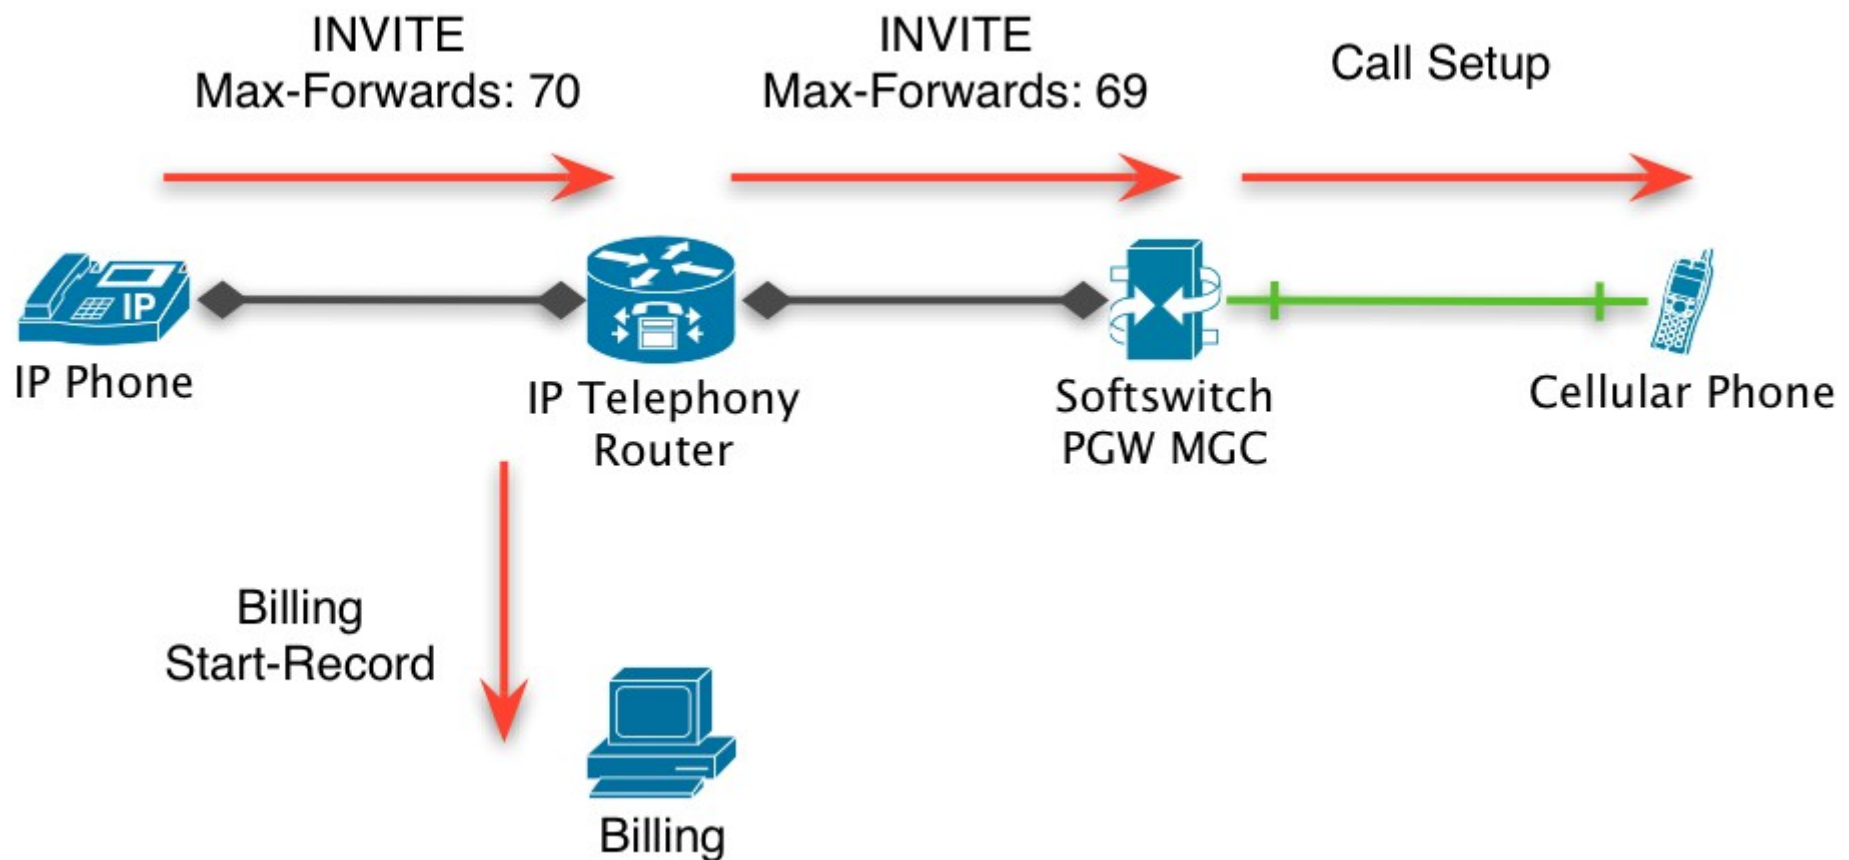 INVITE
Max-Forwards: 70
INVITE
Max-Forwards: 69
Call Setup
IP
IP Phone
IP Telephony
Router
Softswitch
PGW MGC
Cellular Phone
Billing
Start-Record
Billing